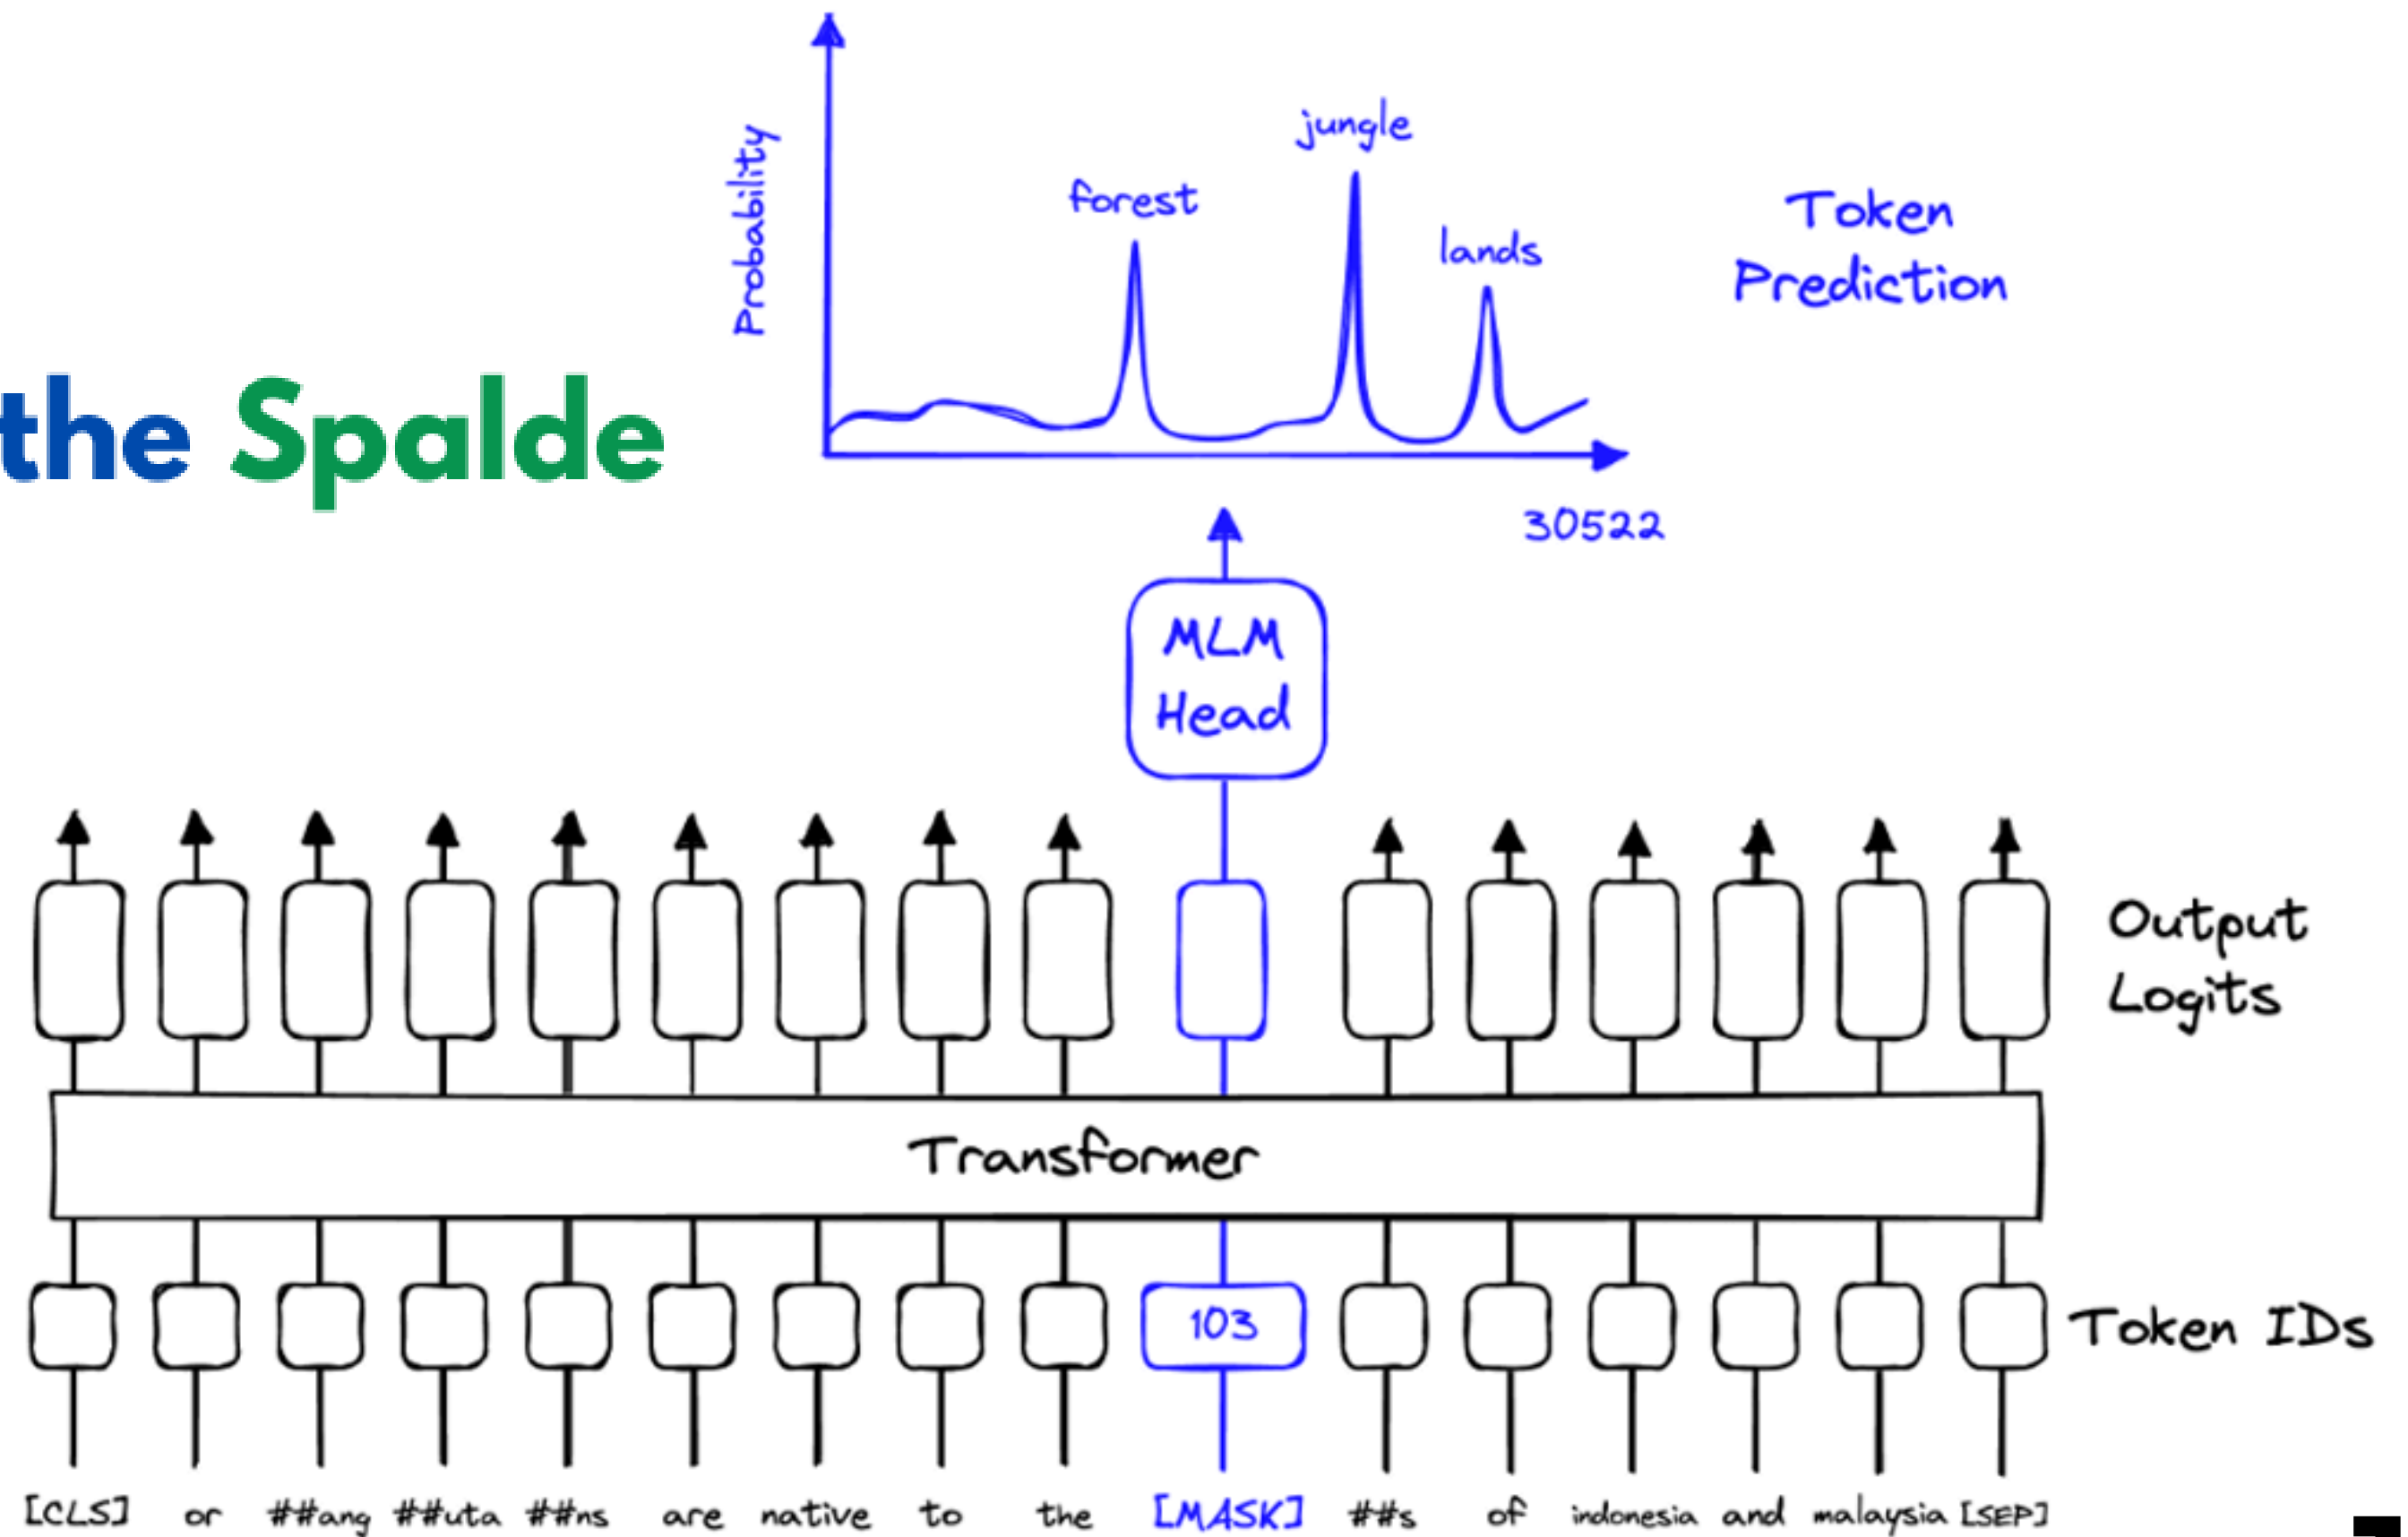 jungle
forest
lands
Probability
Token
Prediction
the Spalde
30522
MLM
Head
Output
Logits
Transformer
103
Token IDs
[CLS] or ##ang ##uta ##ns are native to the [MASK] ##s of indonesia and malaysia [SEP]